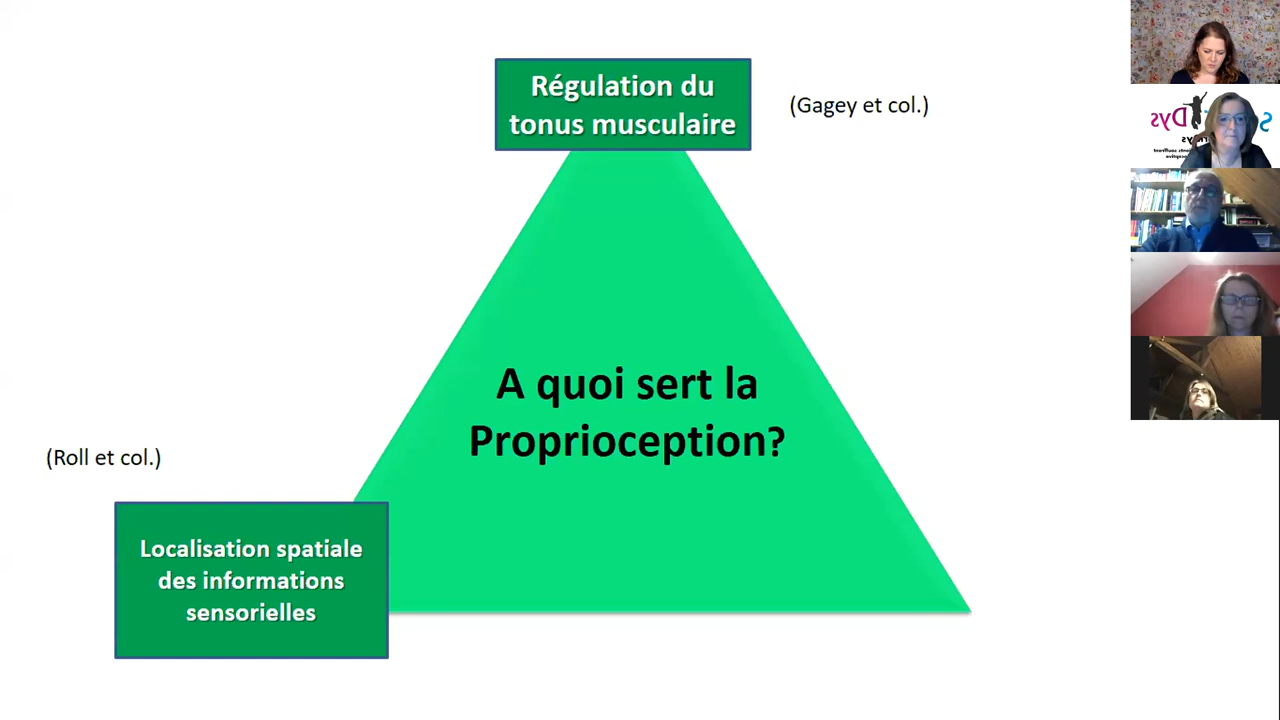 Régulation du
tonus musculaire
(Gagey et col.)
A quoi sert la
Proprioception?
(Roll et col.)
Localisation spatiale
des informations
sensorielles
Dys